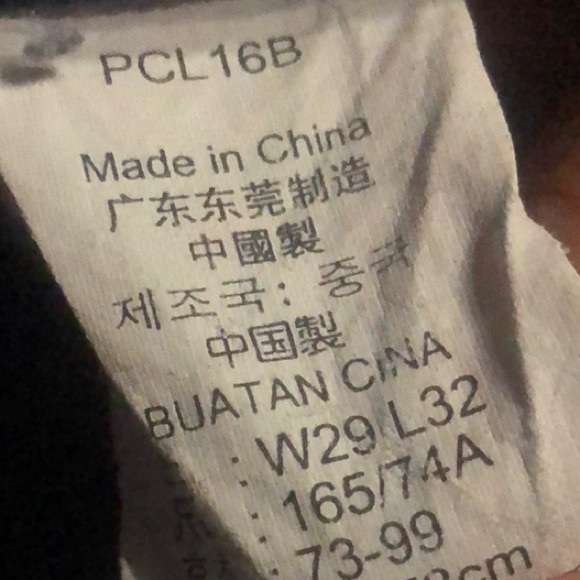 PCL16B
Made in China
广东东莞制造
中國製
제조국: 중국
中国製
BUATAN CINA
: W29 L32
: 165/74A
: 73-99
cm